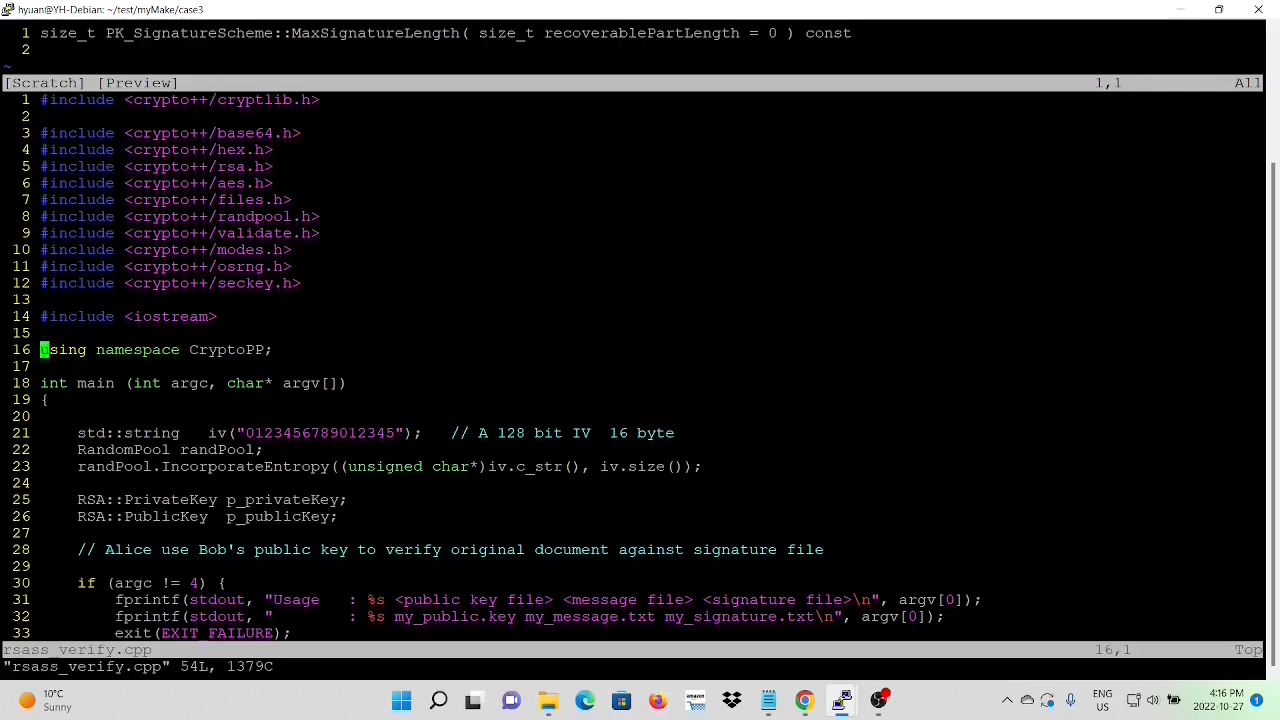 hyuan@YH-Debian: ~/test/myMake/case3
1 size_t PK_SignatureScheme::MaxSignatureLength( size_t recoverablePartLength = 0 ) const
2
~
[Scratch] [Preview] 1,1 All
1 #include <crypto++/cryptlib.h>
2
3 #include <crypto++/base64.h>
4 #include <crypto++/hex.h>
5 #include <crypto++/rsa.h>
6 #include <crypto++/aes.h>
7 #include <crypto++/files.h>
8 #include <crypto++/randpool.h>
9 #include <crypto++/validate.h>
10 #include <crypto++/modes.h>
11 #include <crypto++/osrng.h>
12 #include <crypto++/seckey.h>
13
14 #include <iostream>
15
16 using namespace CryptoPP;
17
18 int main (int argc, char* argv[])
19 {
20
21     std::string   iv("0123456789012345");   // A 128 bit IV  16 byte
22     RandomPool randPool;
23     randPool.IncorporateEntropy((unsigned char*)iv.c_str(), iv.size());
24
25     RSA::PrivateKey p_privateKey;
26     RSA::PublicKey  p_publicKey;
27
28     // Alice use Bob's public key to verify original document against signature file
29
30     if (argc != 4) {
31         fprintf(stdout, "Usage   : %s <public key file> <message file> <signature file>\n", argv[0]);
32         fprintf(stdout, "        : %s my_public.key my_message.txt my_signature.txt\n", argv[0]);
33         exit(EXIT_FAILURE);
rsass_verify.cpp 16,1 Top
"rsass_verify.cpp" 54L, 1379C
10°C
Sunny
amazon
ENG
US
4:16 PM
2022-10-27
1